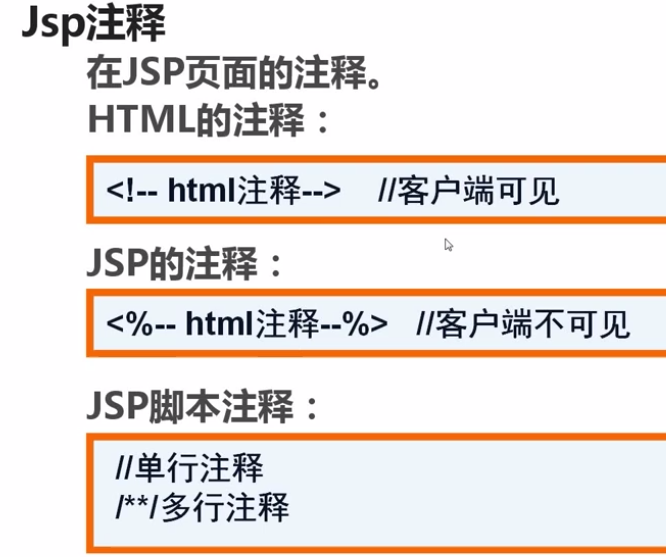 Jsp注释
在JSP页面的注释。
HTML的注释：
<!-- html注释--> //客户端可见
JSP的注释：
<%-- html注释--%> //客户端不可见
JSP脚本注释：
//单行注释
/**/多行注释